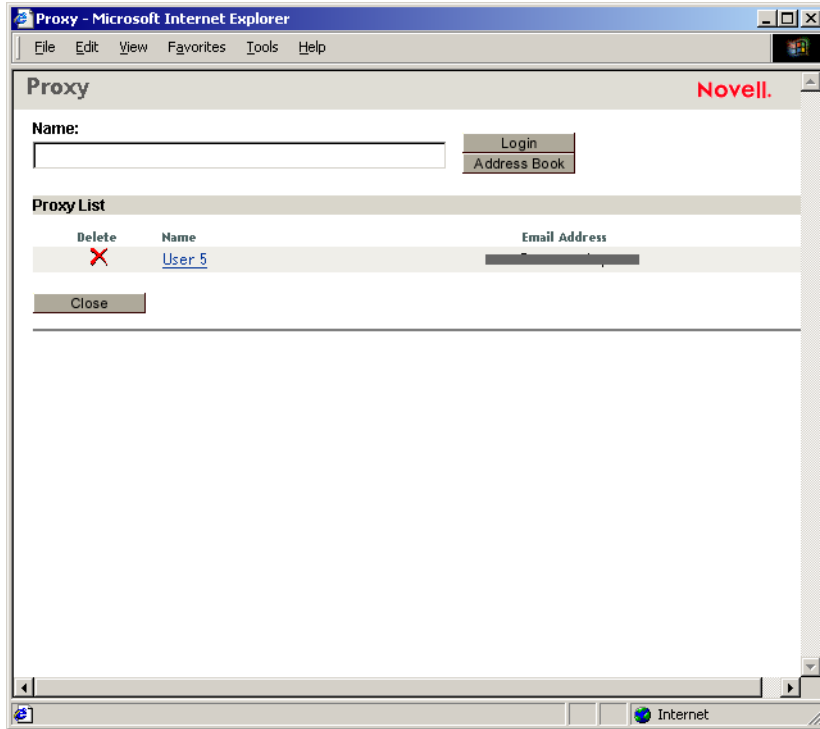 Proxy - Microsoft Internet Explorer
File Edit View Favorites Tools Help
Proxy
Novell.
Name:
Login
Address Book
Proxy List
Delete Name Email Address
User 5
Close
Internet